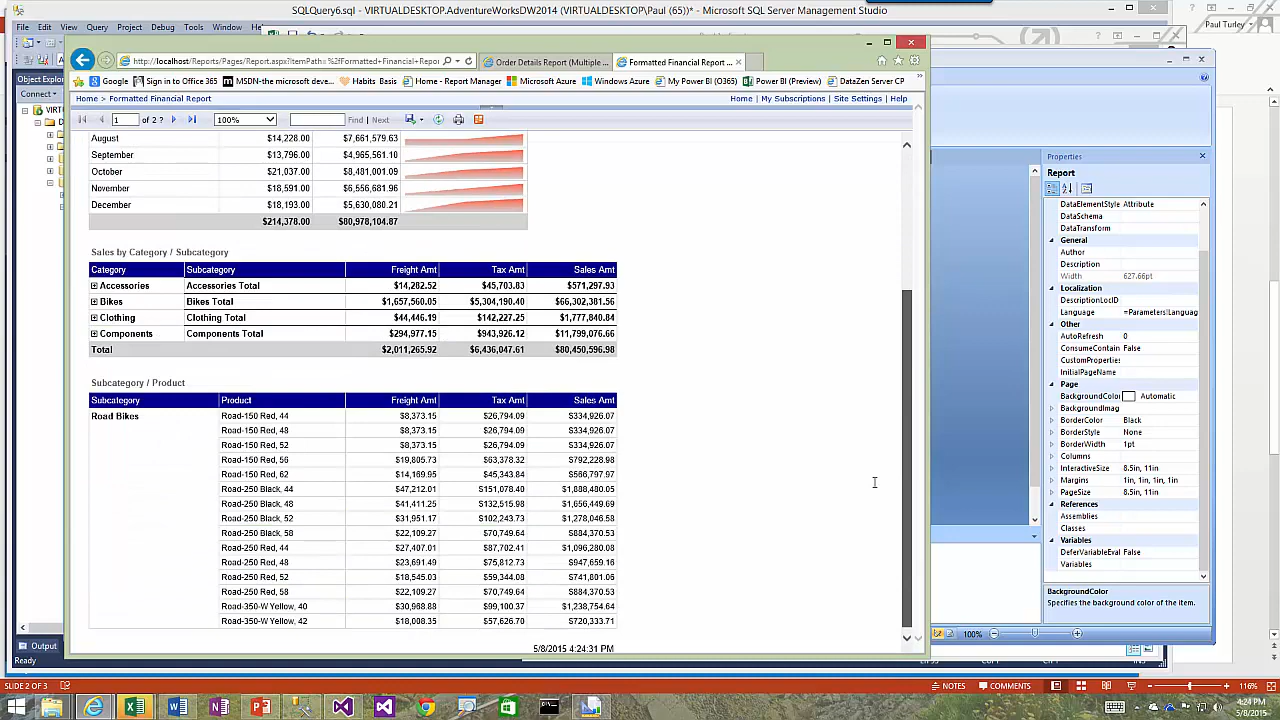 SQLQuery6.sql - VIRTUALDESKTOP.AdventureWorksDW2014 (VIRTUALDESKTOP\Paul (65))* - Microsoft SQL Server Management Studio
File Edit View Query Project Debug Tools Window
Paul Turley
http://localhost/Reports/Pages/Report.aspx?ItemPath=%2fFormatted+Financial+Repor
Order Details Report (Multiple ...
Formatted Financial Report ...
Object Explorer
Connect
Google
Sign in to Office 365
MSDN-the microsoft deve...
Habits Basis
Home - Report Manager
Microsoft Azure
Windows Azure
My Power BI (O365)
Power BI (Preview)
DataZen Server CP
Home > Formatted Financial Report
Home | My Subscriptions | Site Settings | Help
1 of 2 ? 100% Find | Next
August $14,228.00 $7,661,579.63
September $13,796.00 $4,965,561.10
October $21,037.00 $8,481,001.09
November $18,591.00 $6,556,681.96
December $18,193.00 $5,630,080.21
$214,378.00 $80,978,104.87
Sales by Category / Subcategory
Category Subcategory Freight Amt Tax Amt Sales Amt
Accessories Accessories Total $14,282.52 $45,703.83 $571,297.93
Bikes Bikes Total $1,657,560.05 $5,304,190.40 $66,302,381.56
Clothing Clothing Total $44,446.19 $142,227.25 $1,777,840.84
Components Components Total $294,977.15 $943,926.12 $11,799,076.66
Total $2,011,265.92 $6,436,047.61 $80,450,596.98
Subcategory / Product
Subcategory Product Freight Amt Tax Amt Sales Amt
Road Bikes Road-150 Red, 44 $8,373.15 $26,794.09 $334,926.07
Road-150 Red, 48 $8,373.15 $26,794.09 $334,926.07
Road-150 Red, 52 $8,373.15 $26,794.09 $334,926.07
Road-150 Red, 56 $19,805.73 $63,378.32 $792,228.98
Road-150 Red, 62 $14,169.95 $45,343.84 $566,797.97
Road-250 Black, 44 $47,212.01 $151,078.40 $1,888,480.05
Road-250 Black, 48 $41,411.25 $132,515.98 $1,656,449.69
Road-250 Black, 52 $31,951.17 $102,243.73 $1,278,046.58
Road-250 Black, 58 $22,109.27 $70,749.64 $884,370.53
Road-250 Red, 44 $27,407.01 $87,702.41 $1,096,280.08
Road-250 Red, 48 $23,691.49 $75,812.73 $947,659.16
Road-250 Red, 52 $18,545.03 $59,344.08 $741,801.06
Road-250 Red, 58 $22,109.27 $70,749.64 $884,370.53
Road-350-W Yellow, 40 $30,968.88 $99,100.37 $1,238,754.64
Road-350-W Yellow, 42 $18,008.35 $57,626.70 $720,333.71
5/8/2015 4:24:31 PM
Properties
Report
DataElementStyle Attribute
DataSchema
DataTransform
General
Author
Description
Width 627.66pt
Localization
DescriptionLocID
Language =Parameters!Languag
Other
AutoRefresh 0
ConsumeContain False
CustomProperties
InitialPageName
Page
BackgroundColor Automatic
BackgroundImag
BorderColor Black
BorderStyle None
BorderWidth 1pt
Columns
InteractiveSize 8.5in, 11in
Margins 1in, 1in, 1in, 1in
PageSize 8.5in, 11in
References
Assemblies
Classes
Variables
DeferVariableEval False
Variables
BackgroundColor
Specifies the background color of the item.
100%
Output
Ready
SLIDE 2 OF 3
NOTES
COMMENTS
116%
4:24 PM
5/8/2015